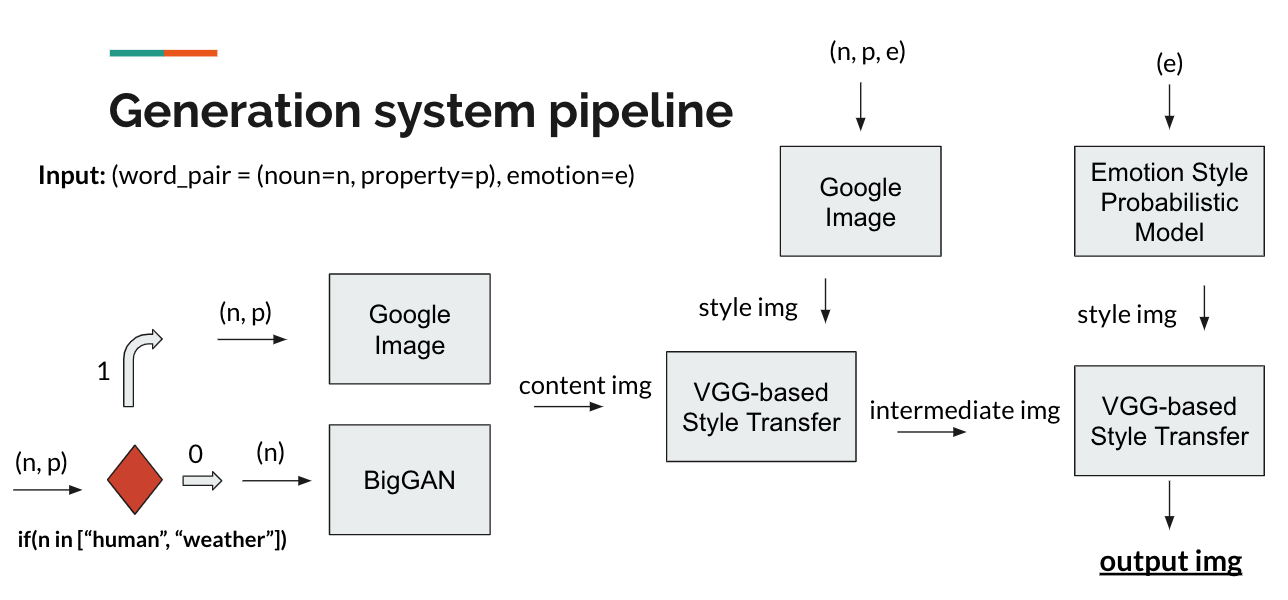 Generation system pipeline
Input: (word_pair = (noun=n, property=p), emotion=e)
(n, p)
if(n in [“human”, “weather”])
1
0
(n, p)
(n)
Google
Image
BigGAN
content img
(n, p, e)
Google
Image
style img
VGG-based
Style Transfer
intermediate img
(e)
Emotion Style
Probabilistic
Model
style img
VGG-based
Style Transfer
output img